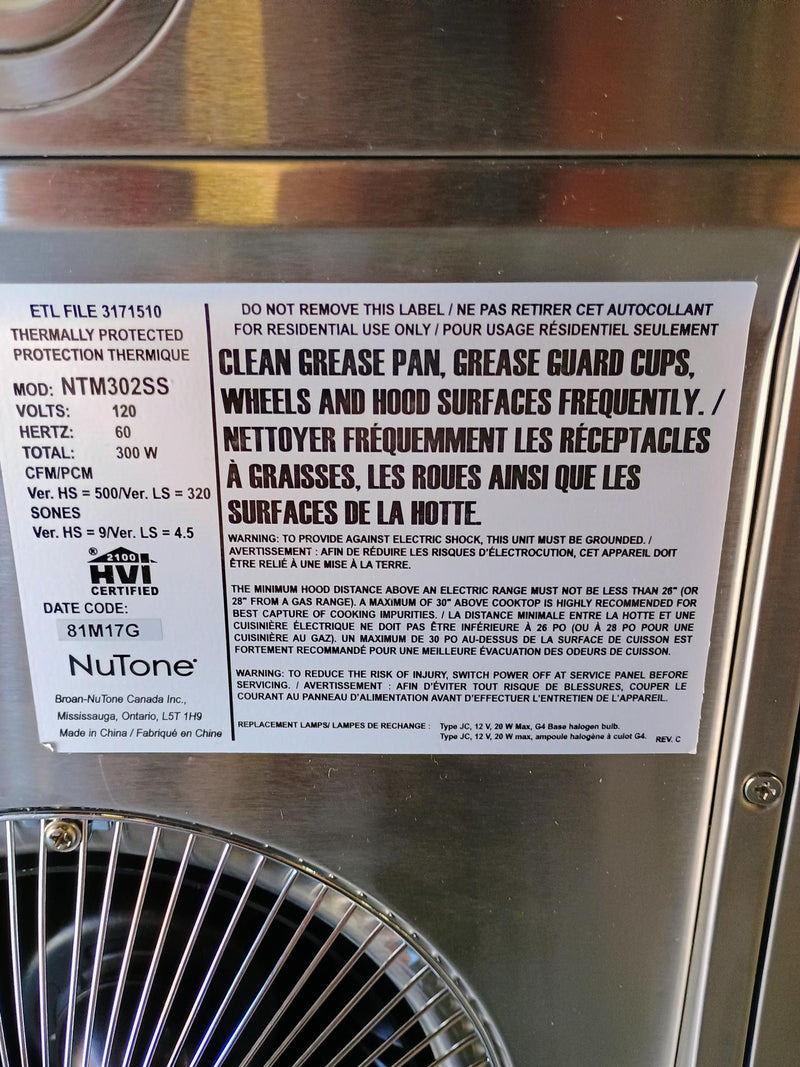 ETL FILE 3171510
THERMALLY PROTECTED
PROTECTION THERMIQUE
MOD: NTM302SS
VOLTS: 120
HERTZ: 60
TOTAL: 300 W
CFM/PCM
Ver. HS = 500/Ver. LS = 320
SONES
Ver. HS = 9/Ver. LS = 4.5
® 2100
HVI
CERTIFIED
DATE CODE:
81M17G
NuTone
Broan-NuTone Canada Inc.,
Mississauga, Ontario, L5T 1H9
Made in China / Fabriqué en Chine
DO NOT REMOVE THIS LABEL / NE PAS RETIRER CET AUTOCOLLANT
FOR RESIDENTIAL USE ONLY / POUR USAGE RÉSIDENTIEL SEULEMENT
CLEAN GREASE PAN, GREASE GUARD CUPS,
WHEELS AND HOOD SURFACES FREQUENTLY. /
NETTOYER FRÉQUEMMENT LES RÉCEPTACLES
À GRAISSES, LES ROUES AINSI QUE LES
SURFACES DE LA HOTTE.
WARNING: TO PROVIDE AGAINST ELECTRIC SHOCK, THIS UNIT MUST BE GROUNDED. /
AVERTISSEMENT : AFIN DE RÉDUIRE LES RISQUES D'ÉLECTROCUTION, CET APPAREIL DOIT
ÊTRE RELIÉ À UNE MISE À LA TERRE.
THE MINIMUM HOOD DISTANCE ABOVE AN ELECTRIC RANGE MUST NOT BE LESS THAN 26" (OR
28" FROM A GAS RANGE). A MAXIMUM OF 30" ABOVE COOKTOP IS HIGHLY RECOMMENDED FOR
BEST CAPTURE OF COOKING IMPURITIES. / LA DISTANCE MINIMALE ENTRE LA HOTTE ET UNE
CUISINIÈRE ÉLECTRIQUE NE DOIT PAS ÊTRE INFÉRIEURE À 26 PO (OU À 28 PO POUR UNE
CUISINIÈRE AU GAZ). UN MAXIMUM DE 30 PO AU-DESSUS DE LA SURFACE DE CUISSON EST
FORTEMENT RECOMMANDÉ POUR UNE MEILLEURE ÉVACUATION DES ODEURS DE CUISSON.
WARNING: TO REDUCE THE RISK OF INJURY, SWITCH POWER OFF AT SERVICE PANEL BEFORE
SERVICING. / AVERTISSEMENT : AFIN D'ÉVITER TOUT RISQUE DE BLESSURES, COUPER LE
COURANT AU PANNEAU D'ALIMENTATION AVANT D'EFFECTUER L'ENTRETIEN DE L'APPAREIL.
REPLACEMENT LAMPS/ LAMPES DE RECHANGE : Type JC, 12 V, 20 W Max, G4 Base halogen bulb.
Type JC, 12 V, 20 W max, ampoule halogène à culot G4. REV. C